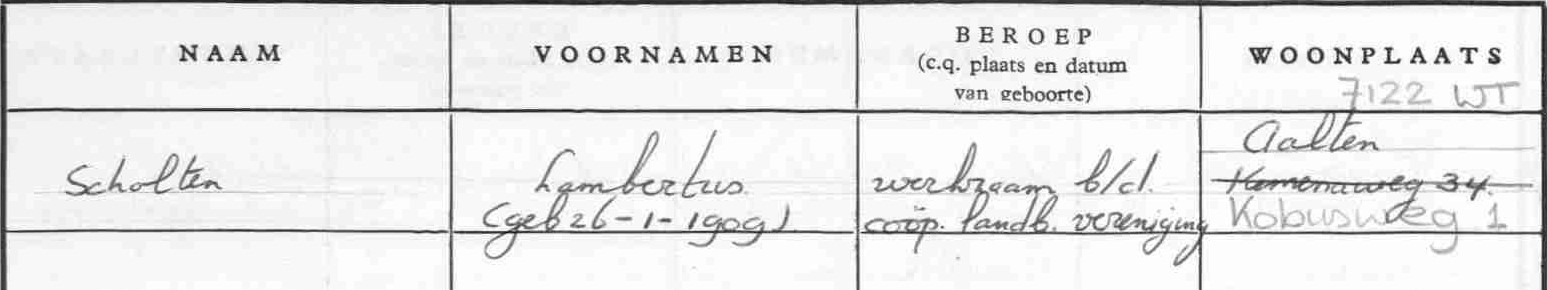 NAAM VOORNAMEN BEROEP WOONPLAATS
(c.q. plaats en datum
van geboorte) 7122 WT
Aalten
Scholten Lambertus. werkzaam b/d. 34.
(geb 26-1-1909) coöp. landb. vereniging Kobusweg 1